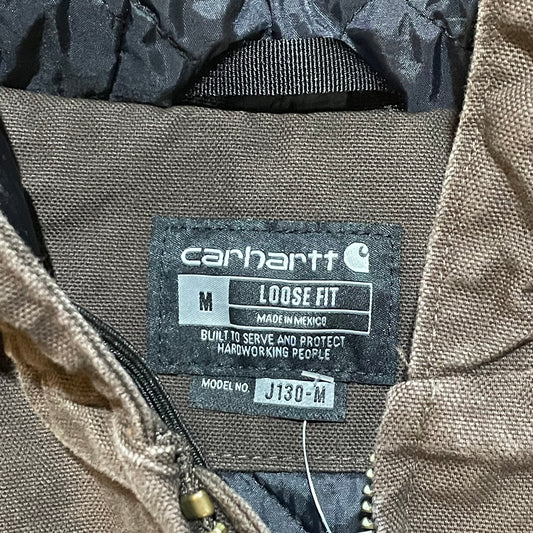 carhartt
M
LOOSE FIT
MADE IN MEXICO
BUILT TO SERVE AND PROTECT
HARDWORKING PEOPLE
MODEL NO. J130-M